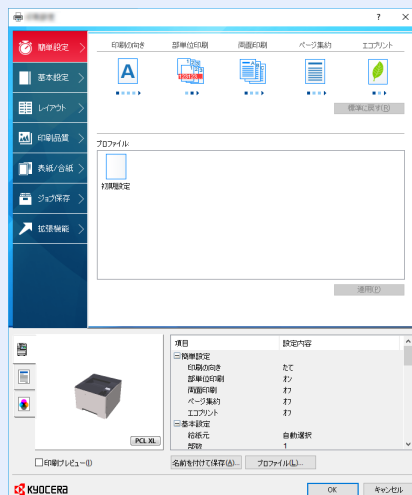 ? ×
簡単設定
基本設定
レイアウト
印刷品質
表紙/合紙
ジョブ保存
拡張機能
印刷の向き 部単位印刷 両面印刷 ページ集約 エコプリント
A
標準に戻す(R)
プロファイル:
初期設定
適用(P)
項目 設定内容
簡単設定
印刷の向き たて
部単位印刷 オン
両面印刷 オフ
ページ集約 オフ
エコプリント オフ
基本設定
給紙元 自動選択
部数 1
PCL XL
印刷プレビュー(I)
名前を付けて保存(A)... プロファイル(L)...
KYOCERA
OK キャンセル